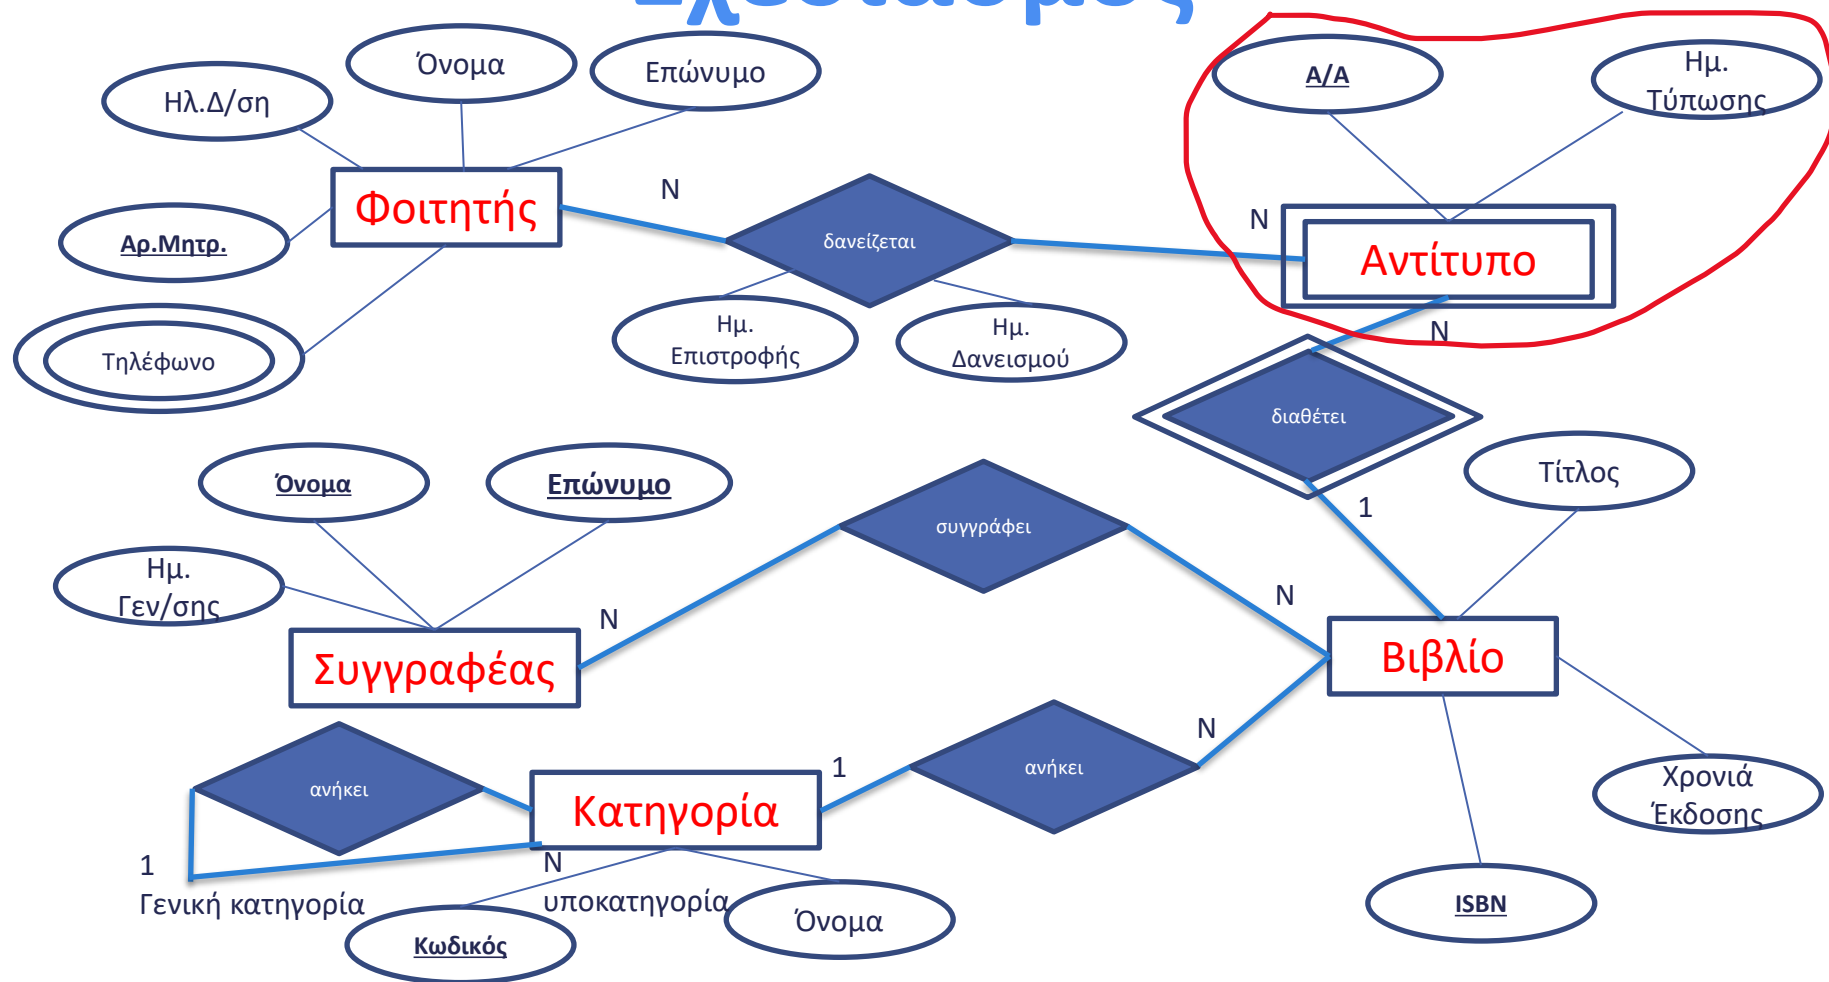 Σχεδιασμός
Όνομα
Επώνυμο
Ηλ.Δ/ση
Α/Α
Ημ.
Τύπωσης
Φοιτητής
N
δανείζεται
N
Αντίτυπο
Αρ.Μητρ.
Τηλέφωνο
Ημ.
Επιστροφής
Ημ.
Δανεισμού
N
διαθέτει
1
Τίτλος
Όνομα
Επώνυμο
Ημ.
Γεν/σης
συγγράφει
N
N
Συγγραφέας
Βιβλίο
ανήκει
Κατηγορία
1
ανήκει
N
Χρονιά
Έκδοσης
1
Γενική κατηγορία
N
υποκατηγορία
Κωδικός
Όνομα
ISBN